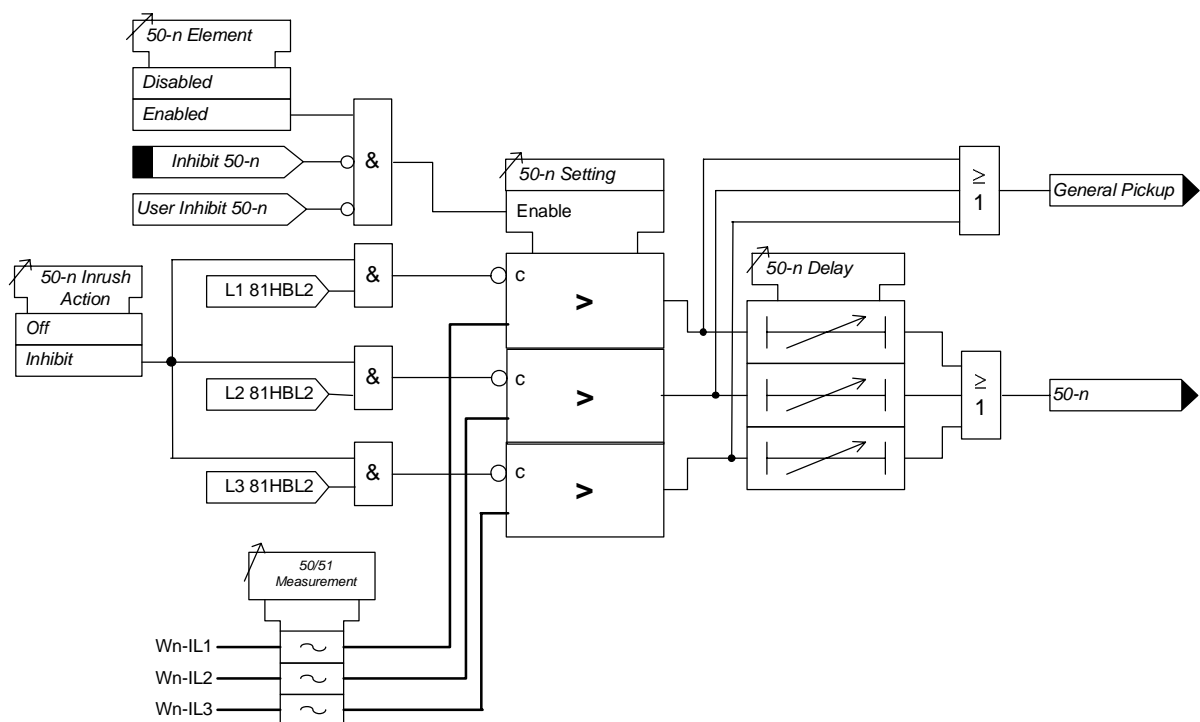 50-n Element
Disabled
Enabled
Inhibit 50-n
User Inhibit 50-n
&
50-n Setting
Enable
≥
1
General Pickup
50-n Inrush
Action
Off
Inhibit
L1 81HBL2
&
c
>
L2 81HBL2
&
c
>
L3 81HBL2
&
c
>
50-n Delay
≥
1
50-n
50/51
Measurement
Wn-IL1
~
Wn-IL2
~
Wn-IL3
~